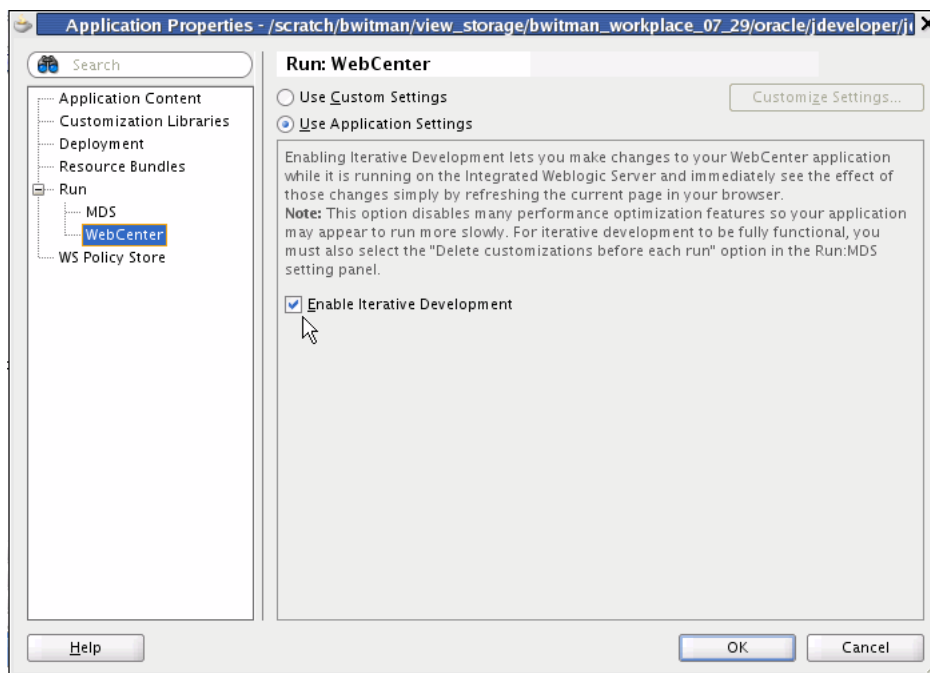 Application Properties - /scratch/bwitman/view_storage/bwitman_workplace_07_29/oracle/jdeveloper/
Search
Application Content
Customization Libraries
Deployment
Resource Bundles
Run
MDS
WebCenter
WS Policy Store
Run: WebCenter
Use Custom Settings
Customize Settings...
Use Application Settings
Enabling Iterative Development lets you make changes to your WebCenter application
while it is running on the Integrated Weblogic Server and immediately see the effect of
those changes simply by refreshing the current page in your browser.
Note: This option disables many performance optimization features so your application
may appear to run more slowly. For iterative development to be fully functional, you
must also select the "Delete customizations before each run" option in the Run:MDS
setting panel.
Enable Iterative Development
Help
OK
Cancel